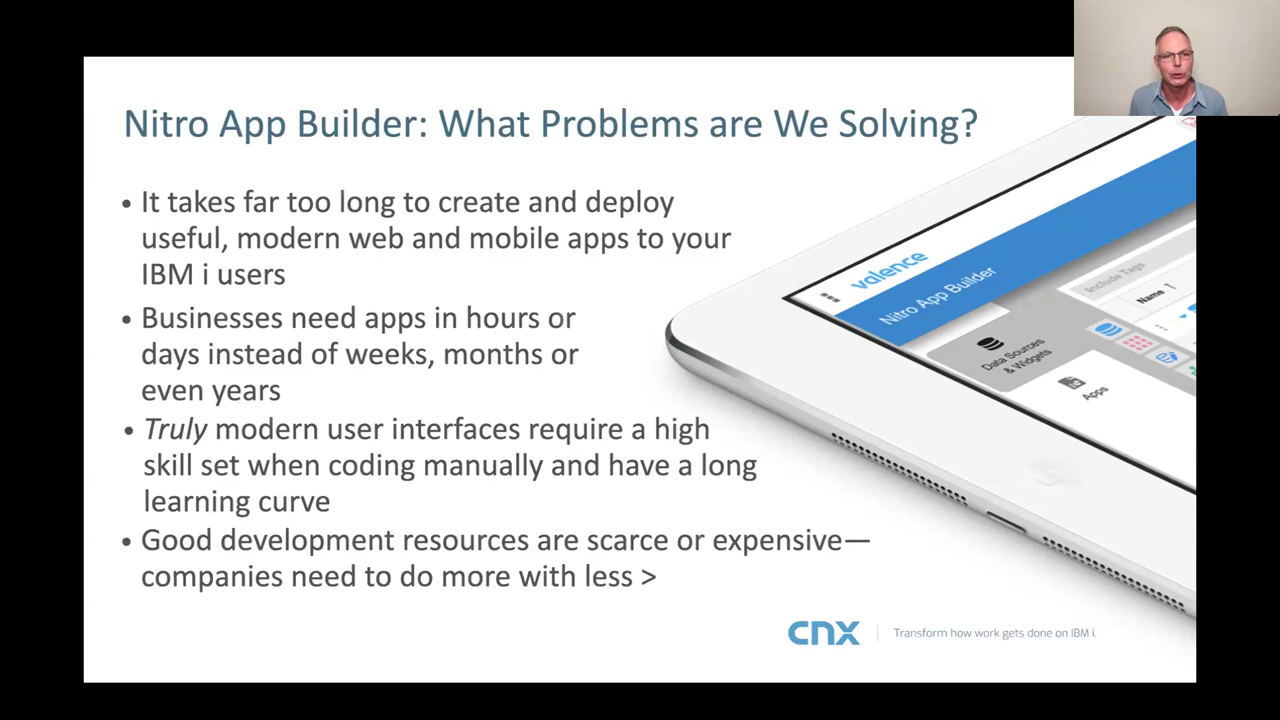 Nitro App Builder: What Problems are We Solving?
• It takes far too long to create and deploy
useful, modern web and mobile apps to your
IBM i users
• Businesses need apps in hours or
days instead of weeks, months or
even years
• Truly modern user interfaces require a high
skill set when coding manually and have a long
learning curve
• Good development resources are scarce or expensive—
companies need to do more with less >
valence
Nitro App Builder
Include Tags
Name
Data Sources
& Widgets
Apps
cnx
Transform how work gets done on IBM i.